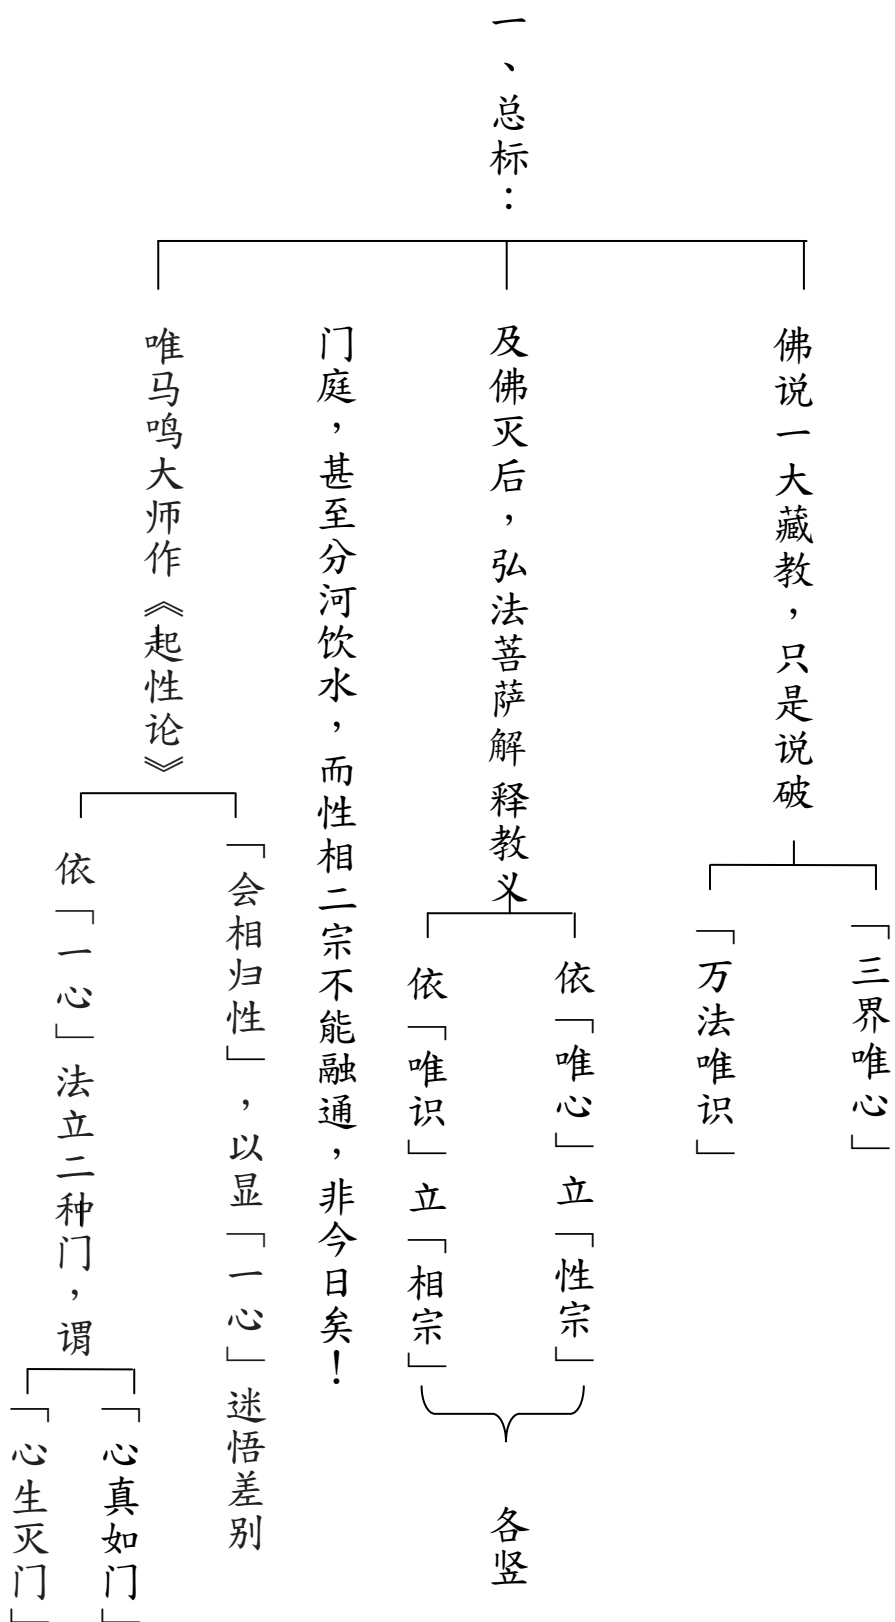 一、总标：
佛说一大藏教，只是说破
「三界唯心」
「万法唯识」
及佛灭后，弘法菩萨解释教义
依「唯心」立「性宗」
依「唯识」立「相宗」
各竖
门庭，甚至分河饮水，而性相二宗不能融通，非今日矣！
唯马鸣大师作《起性论》
「会相归性」，以显「一心」迷悟差别
依「一心」法立二种门，谓
「心真如门」
「心生灭门」